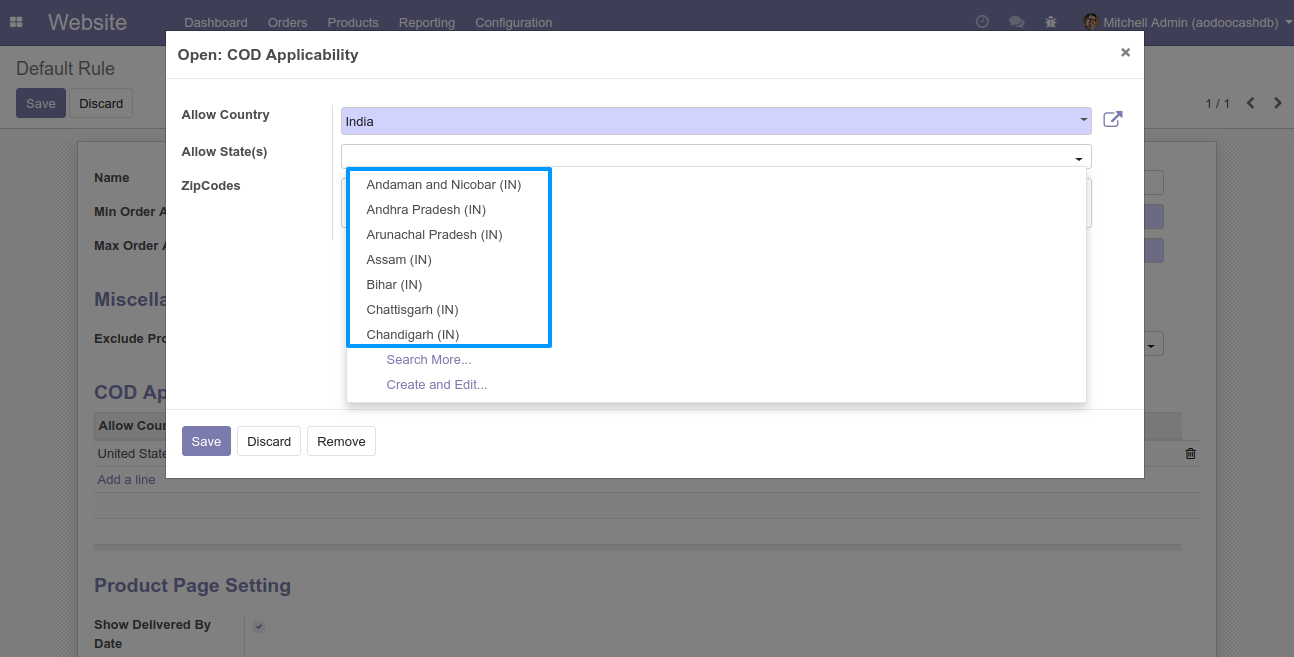 Website Dashboard Orders Products Reporting Configuration Mitchell Admin (aodoocashdb)
Default Rule
Save Discard
1 / 1
Open: COD Applicability ×
Allow Country India
Allow State(s)
ZipCodes
Andaman and Nicobar (IN)
Andhra Pradesh (IN)
Arunachal Pradesh (IN)
Assam (IN)
Bihar (IN)
Chattisgarh (IN)
Chandigarh (IN)
Search More...
Create and Edit...
Save Discard Remove
Name
Min Order A
Max Order A
Miscella
Exclude Pro
COD Ap
Allow Coun
United State
Add a line
Product Page Setting
Show Delivered By
Date